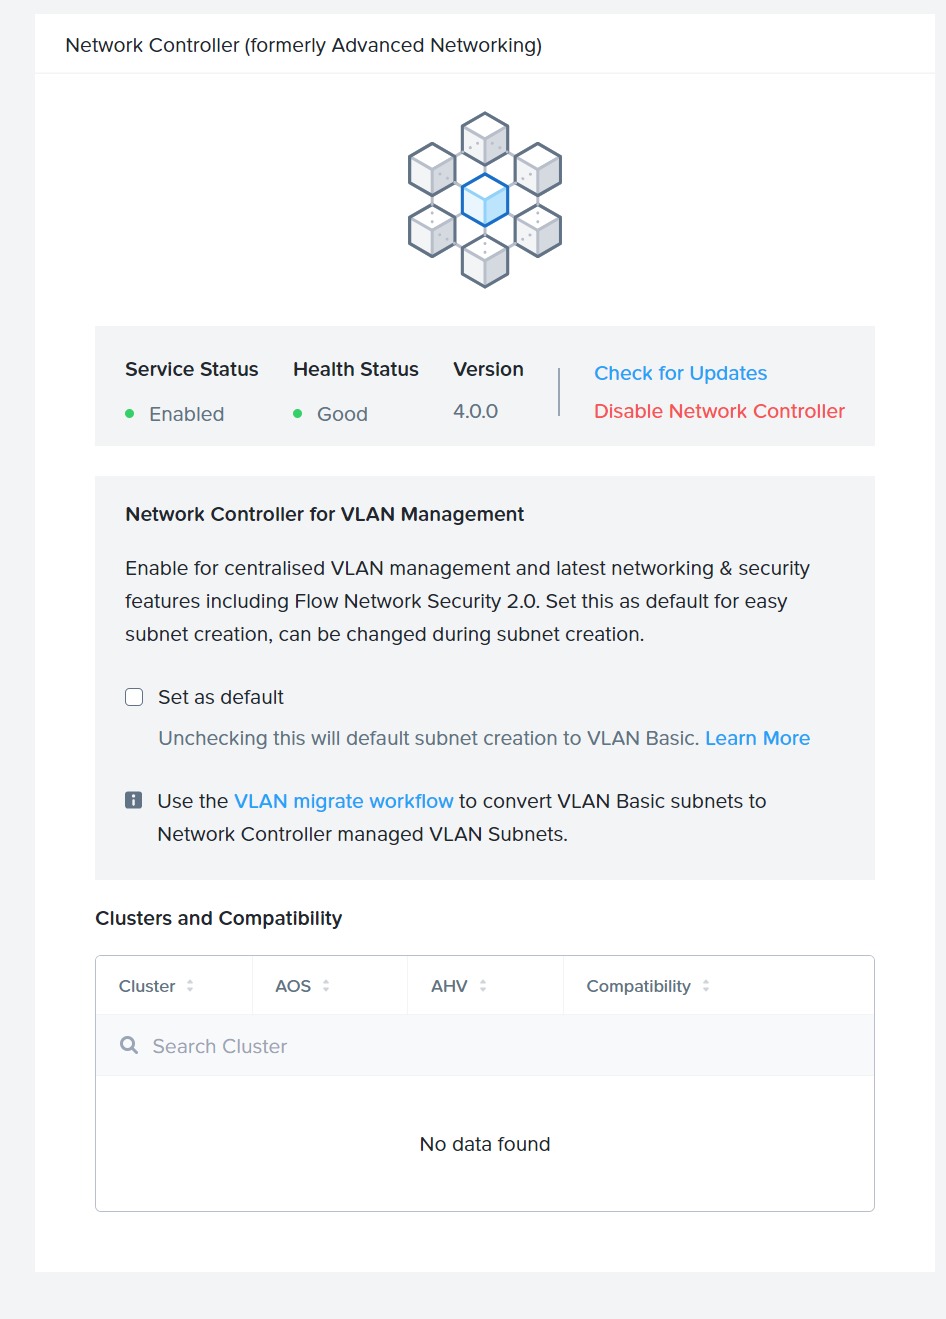 Network Controller (formerly Advanced Networking)
Service Status Health Status Version
Check for Updates
Enabled Good 4.0.0
Disable Network Controller
Network Controller for VLAN Management
Enable for centralised VLAN management and latest networking & security
features including Flow Network Security 2.0. Set this as default for easy
subnet creation, can be changed during subnet creation.
Set as default
Unchecking this will default subnet creation to VLAN Basic. Learn More
Use the VLAN migrate workflow to convert VLAN Basic subnets to
Network Controller managed VLAN Subnets.
Clusters and Compatibility
Cluster AOS AHV Compatibility
Search Cluster
No data found